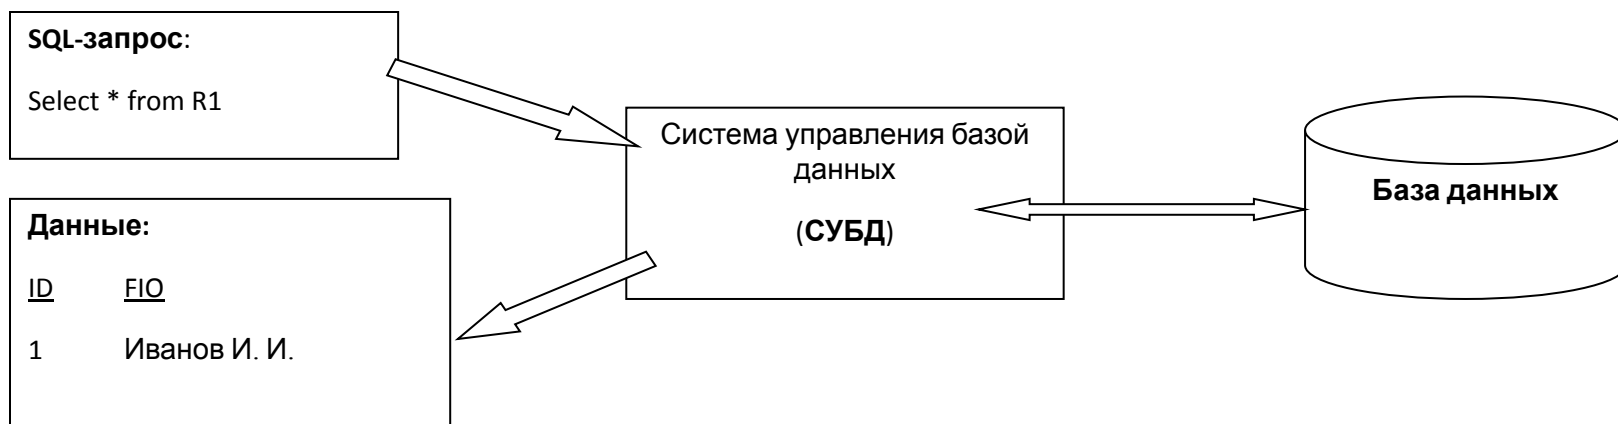 SQL-запрос:
Select * from R1
Данные:
ID FIO
1 Иванов И. И.
Система управления базой
данных
(СУБД)
База данных